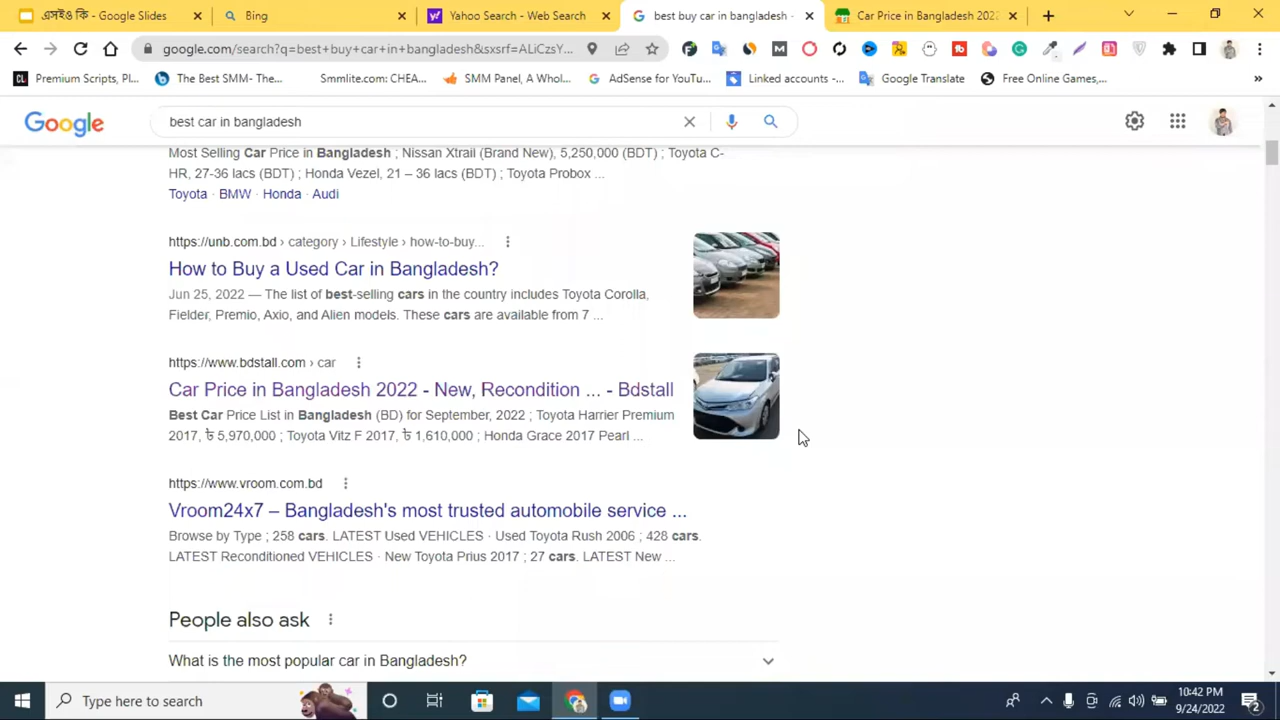 এসইও কি - Google Slides
Bing
Yahoo Search - Web Search
best buy car in bangladesh -
Car Price in Bangladesh 2022
google.com/search?q=best+buy+car+in+bangladesh&sxsrf=ALiCzsY...
Premium Scripts, Pl...
The Best SMM- The...
Smmlite.com: CHEA...
SMM Panel, A Whol...
AdSense for YouTu...
Linked accounts -...
Google Translate
Free Online Games,...
Google
best car in bangladesh
Most Selling Car Price in Bangladesh ; Nissan Xtrail (Brand New), 5,250,000 (BDT) ; Toyota C-
HR, 27-36 lacs (BDT) ; Honda Vezel, 21 – 36 lacs (BDT) ; Toyota Probox ...
Toyota · BMW · Honda · Audi
https://unb.com.bd › category › Lifestyle › how-to-buy...
How to Buy a Used Car in Bangladesh?
Jun 25, 2022 — The list of best-selling cars in the country includes Toyota Corolla,
Fielder, Premio, Axio, and Alien models. These cars are available from 7 ...
https://www.bdstall.com › car
Car Price in Bangladesh 2022 - New, Recondition ... - Bdstall
Best Car Price List in Bangladesh (BD) for September, 2022 ; Toyota Harrier Premium
2017, ৳ 5,970,000 ; Toyota Vitz F 2017, ৳ 1,610,000 ; Honda Grace 2017 Pearl ...
https://www.vroom.com.bd
Vroom24x7 – Bangladesh's most trusted automobile service ...
Browse by Type ; 258 cars. LATEST Used VEHICLES · Used Toyota Rush 2006 ; 428 cars.
LATEST Reconditioned VEHICLES · New Toyota Prius 2017 ; 27 cars. LATEST New ...
People also ask
What is the most popular car in Bangladesh?
Type here to search
10:42 PM
9/24/2022
2